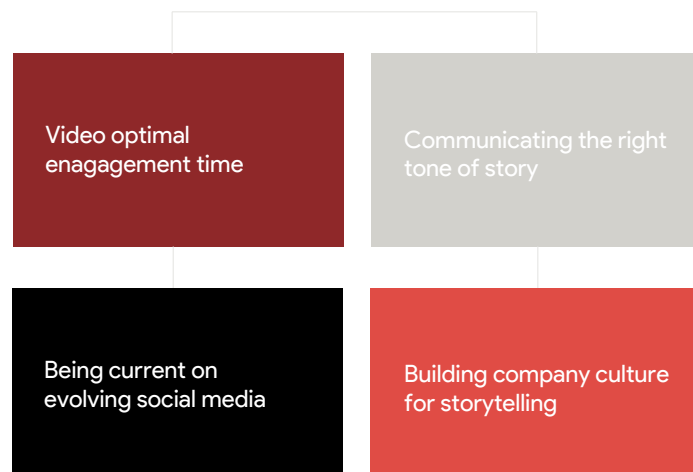 Video optimal
enagagement time
Communicating the right
tone of story
Being current on
evolving social media
Building company culture
for storytelling